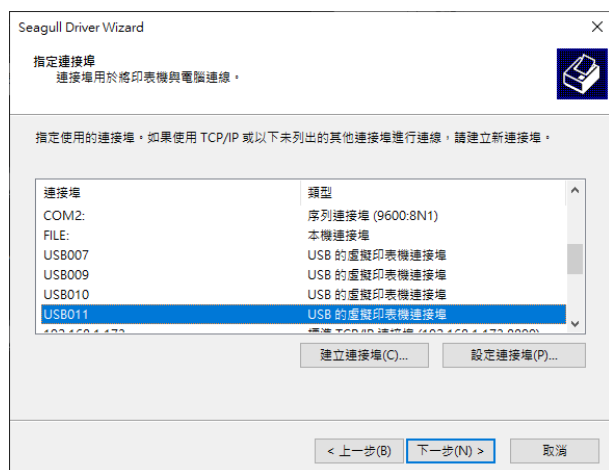 Seagull Driver Wizard
指定連接埠
連接埠用於將印表機與電腦連線。
指定使用的連接埠。如果使用 TCP/IP 或以下未列出的其他連接埠進行連線，請建立新連接埠。
連接埠 類型
COM2: 序列連接埠 (9600:8N1)
FILE: 本機連接埠
USB007 USB 的虛擬印表機連接埠
USB009 USB 的虛擬印表機連接埠
USB010 USB 的虛擬印表機連接埠
USB011 USB 的虛擬印表機連接埠
建立連接埠(C)... 設定連接埠(P)...
< 上一步(B) 下一步(N) > 取消